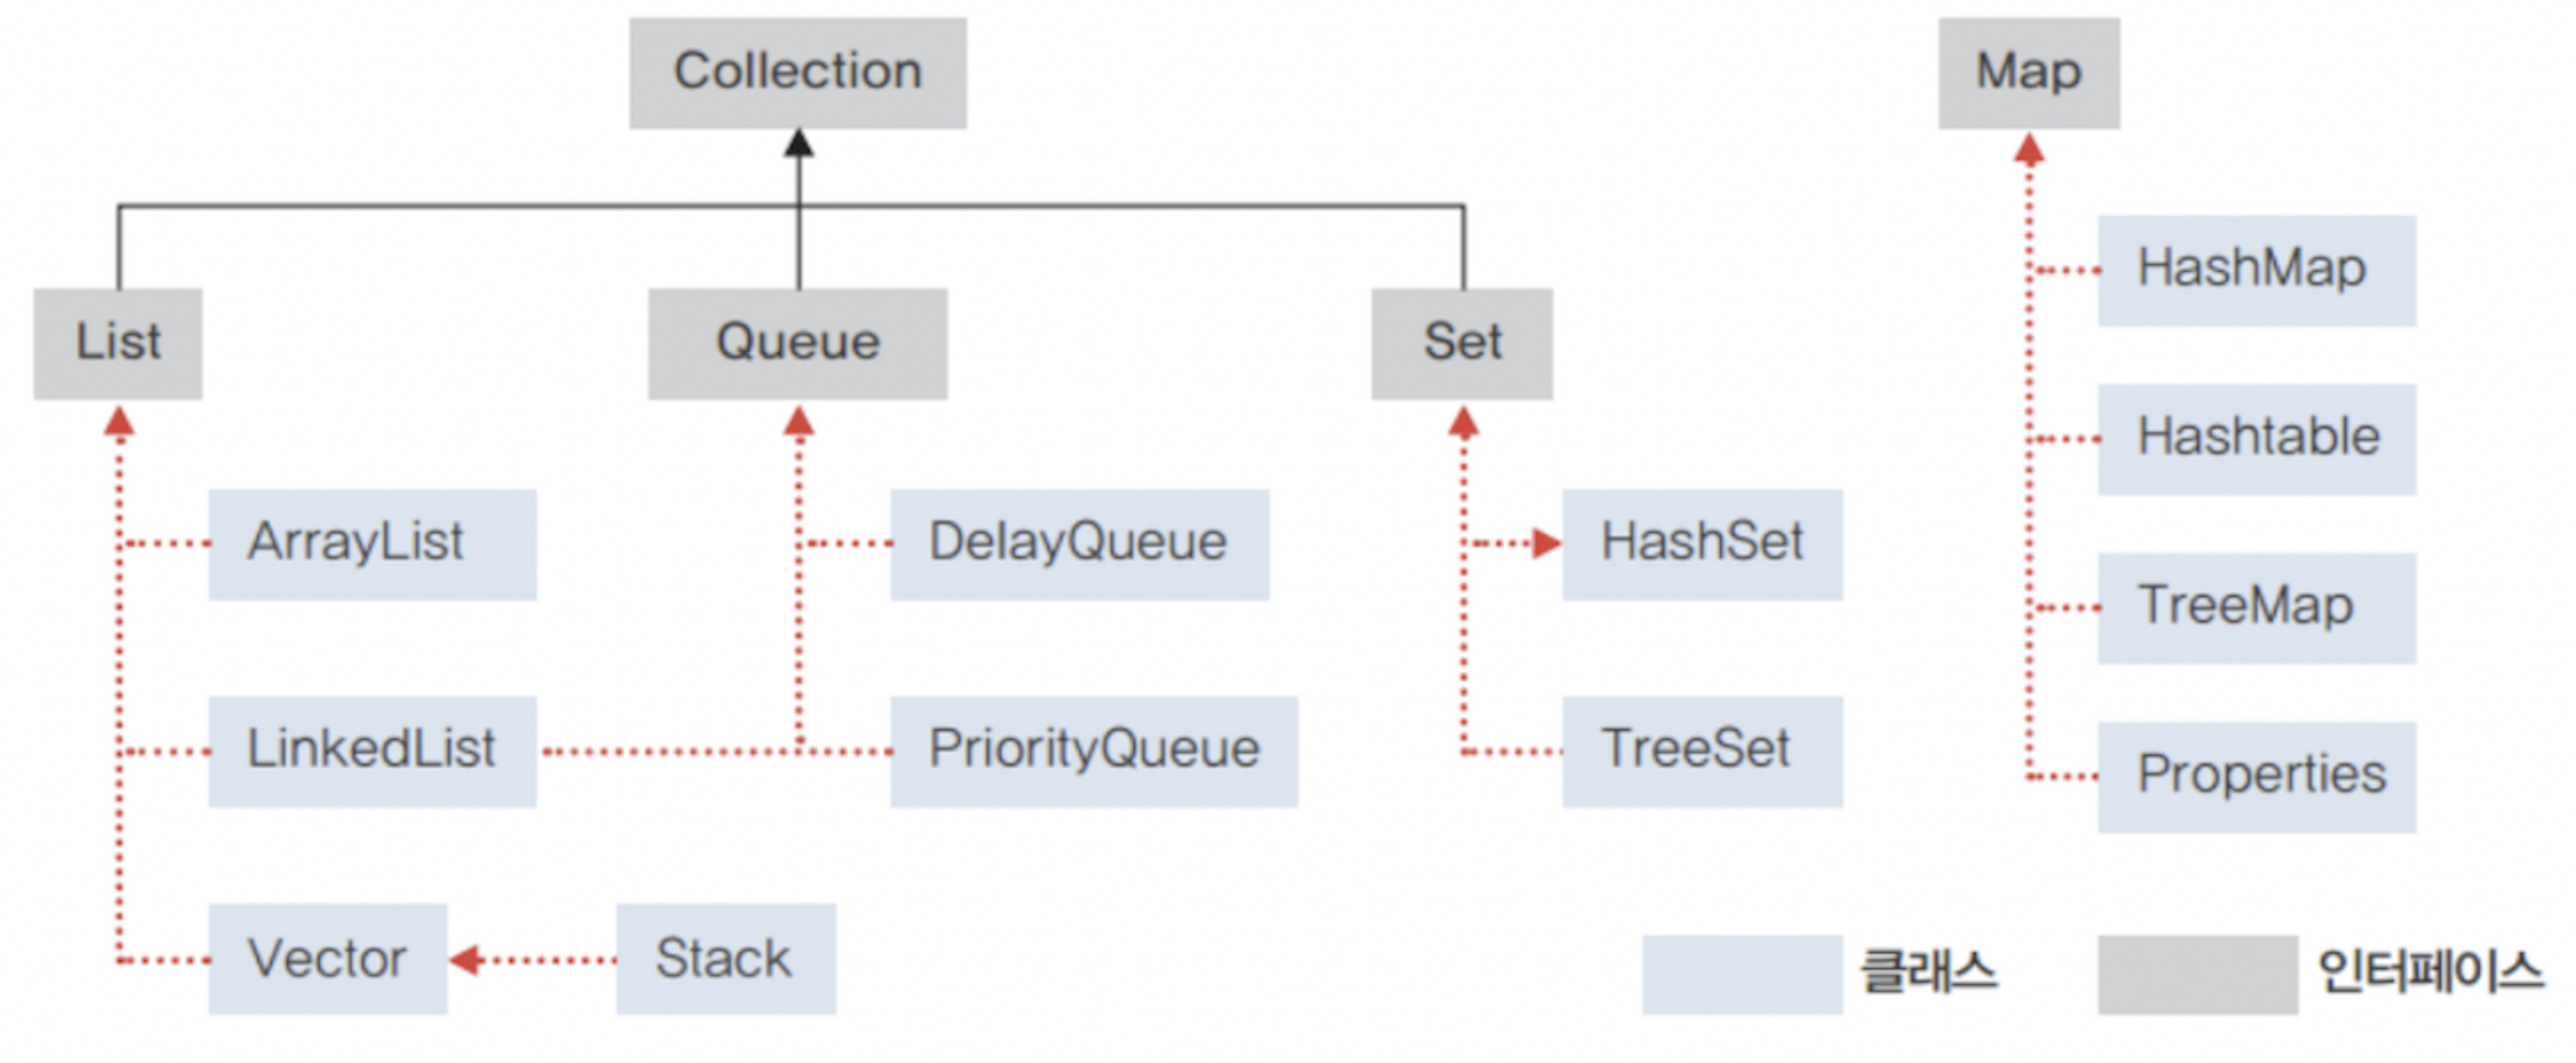 Collection
Map
List
Queue
Set
HashMap
Hashtable
TreeMap
Properties
ArrayList
DelayQueue
HashSet
LinkedList
PriorityQueue
TreeSet
Vector
Stack
클래스
인터페이스